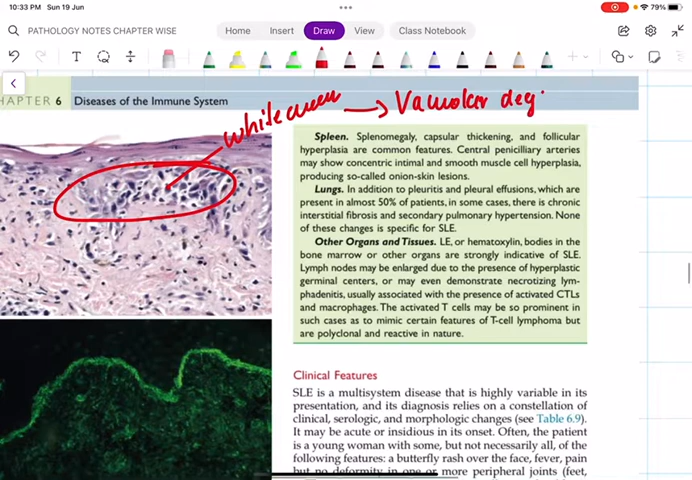 10:33 PM Sun 19 Jun
79%
PATHOLOGY NOTES CHAPTER WISE
Home Insert Draw View Class Notebook
HAPTER 6 Diseases of the Immune System
Vacuolar deg.
Spleen. Splenomegaly, capsular thickening, and follicular
hyperplasia are common features. Central penicilliary arteries
may show concentric intimal and smooth muscle cell hyperplasia,
producing so-called onion-skin lesions.
Lungs. In addition to pleuritis and pleural effusions, which are
present in almost 50% of patients, in some cases, there is chronic
interstitial fibrosis and secondary pulmonary hypertension. None
of these changes is specific for SLE.
Other Organs and Tissues. LE, or hematoxylin, bodies in the
bone marrow or other organs are strongly indicative of SLE.
Lymph nodes may be enlarged due to the presence of hyperplastic
germinal centers, or may even demonstrate necrotizing lym-
phadenitis, usually associated with the presence of activated CTLs
and macrophages. The activated T cells may be so prominent in
such cases as to mimic certain features of T-cell lymphoma but
are polyclonal and reactive in nature.
Clinical Features
SLE is a multisystem disease that is highly variable in its
presentation, and its diagnosis relies on a constellation of
clinical, serologic, and morphologic changes (see Table 6.9).
It may be acute or insidious in its onset. Often, the patient
is a young woman with some, but not necessarily all, of the
following features: a butterfly rash over the face, fever, pain
but no deformity in one or more peripheral joints (feet,